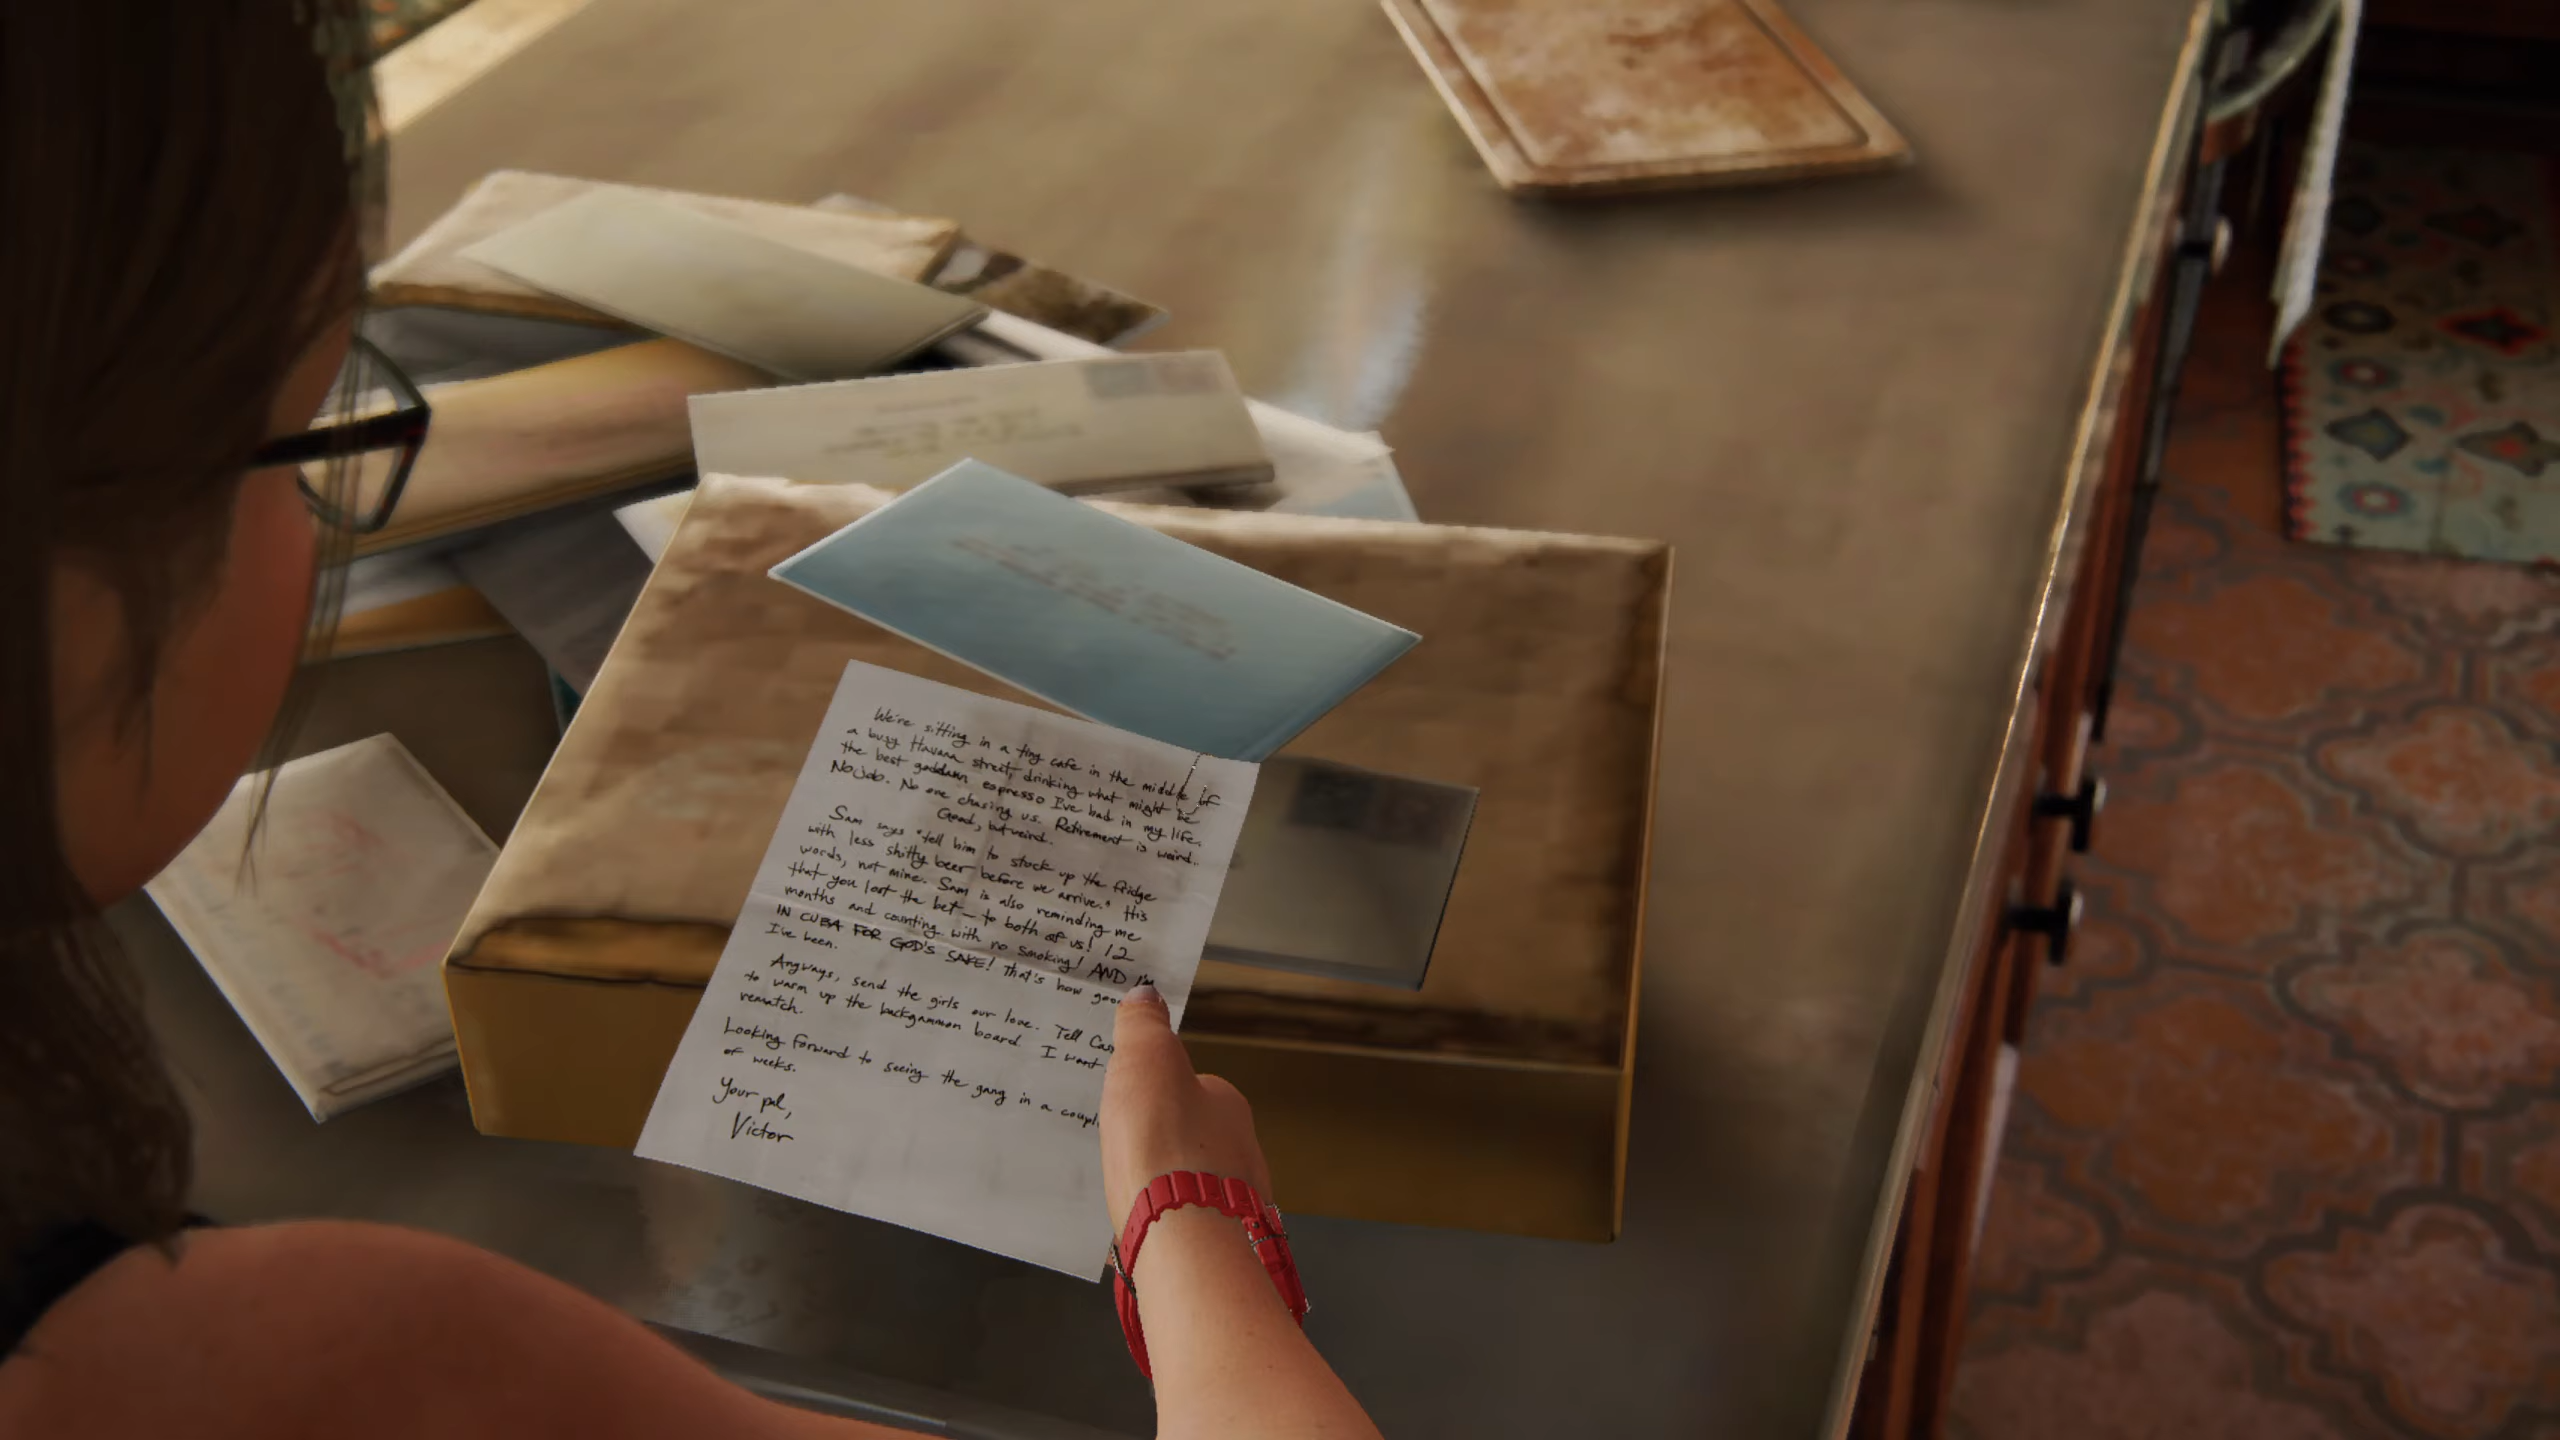 We're sitting in a tiny cafe in the middle of
a busy Havana street, drinking what might be
the best goddamn espresso I've had in my life.
No job. No one chasing us. Retirement is weird..
Good, but weird.
Sam says "tell him to stock up the fridge
with less shitty beer before we arrive." His
words, not mine. Sam is also reminding me
that you lost the bet — to both of us! 12
months and counting with no smoking! AND I'm
IN CUBA FOR GOD'S SAKE! That's how goo
I've been.
Anyways, send the girls our love. Tell Cas
to warm up the backgammon board. I want
rematch.
Looking forward to seeing the gang in a coupl
of weeks.
Your pal,
Victor